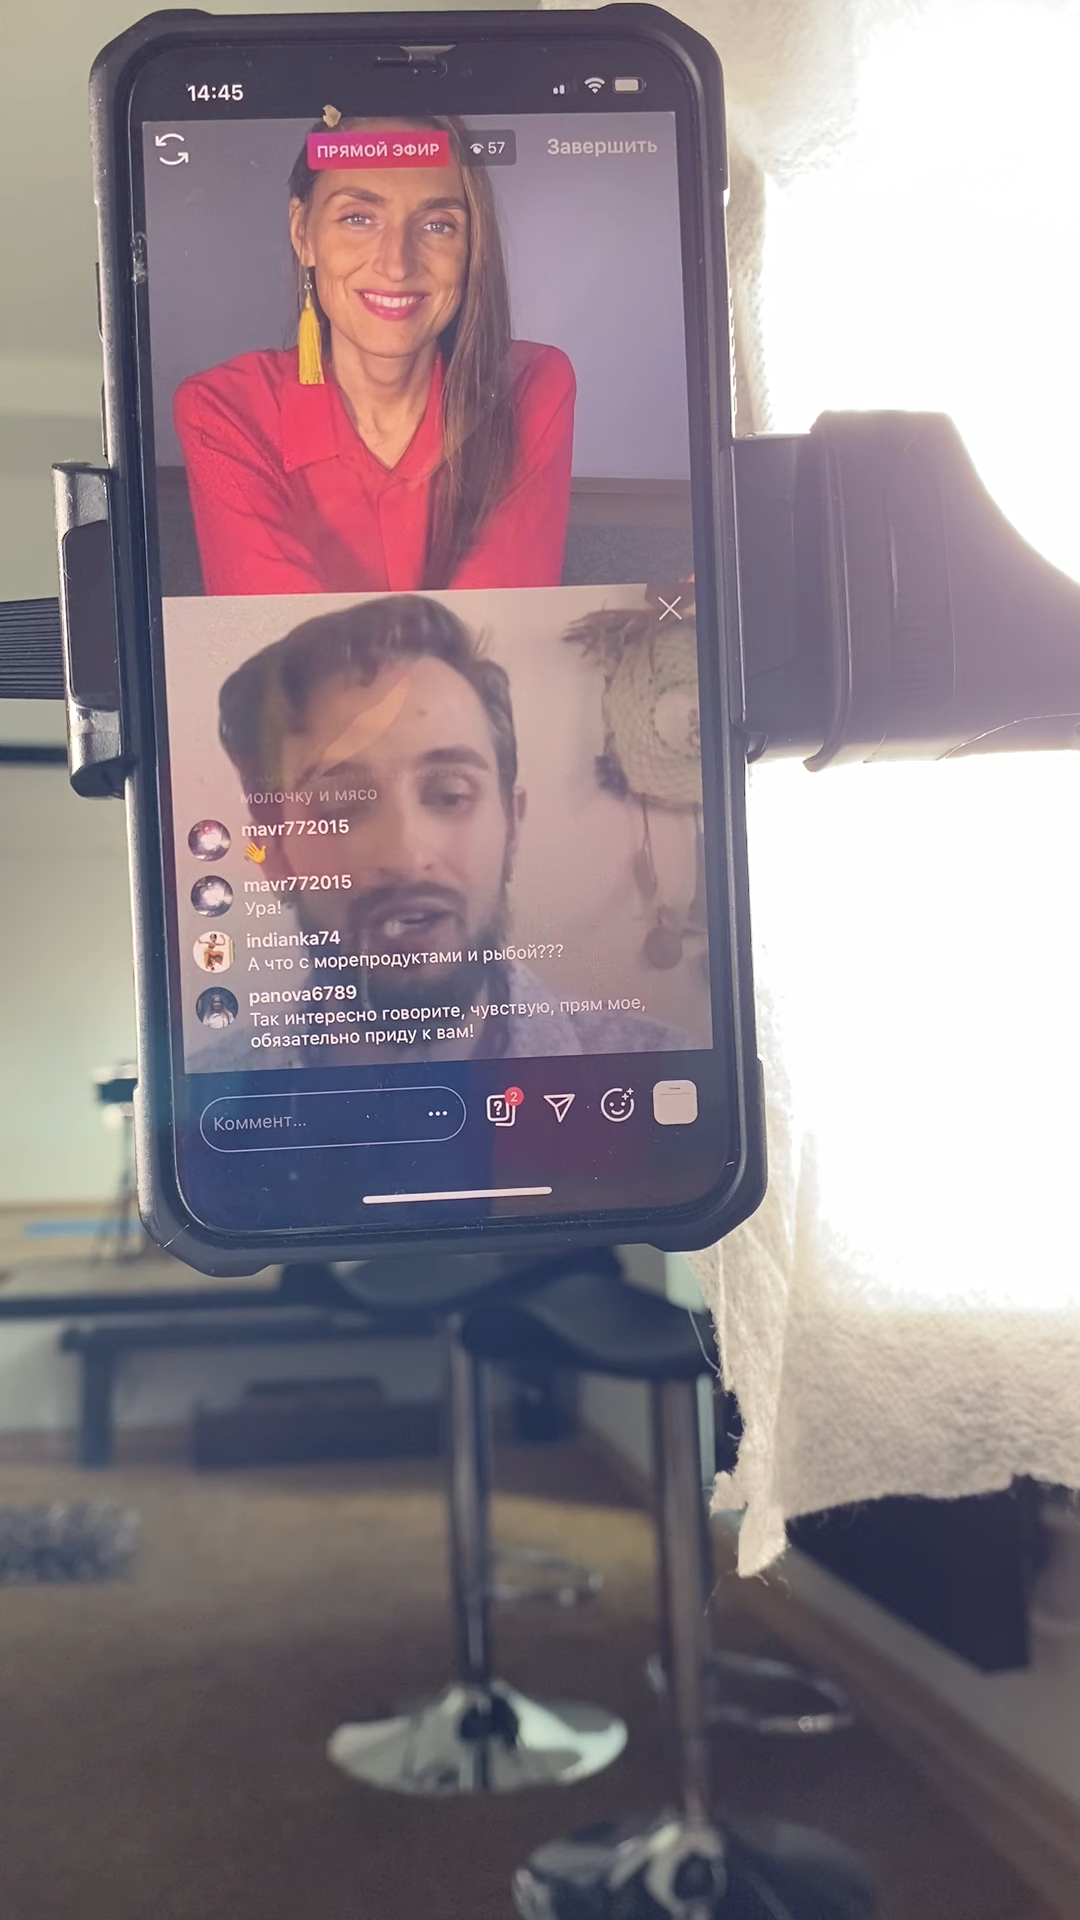 14:45
ПРЯМОЙ ЭФИР
57
Завершить
молочку и мясо
mavr772015
👋
mavr772015
Ура!
indianka74
А что с морепродуктами и рыбой???
panova6789
Так интересно говорите, чувствую, прям мое,
обязательно приду к вам!
Коммент...
2